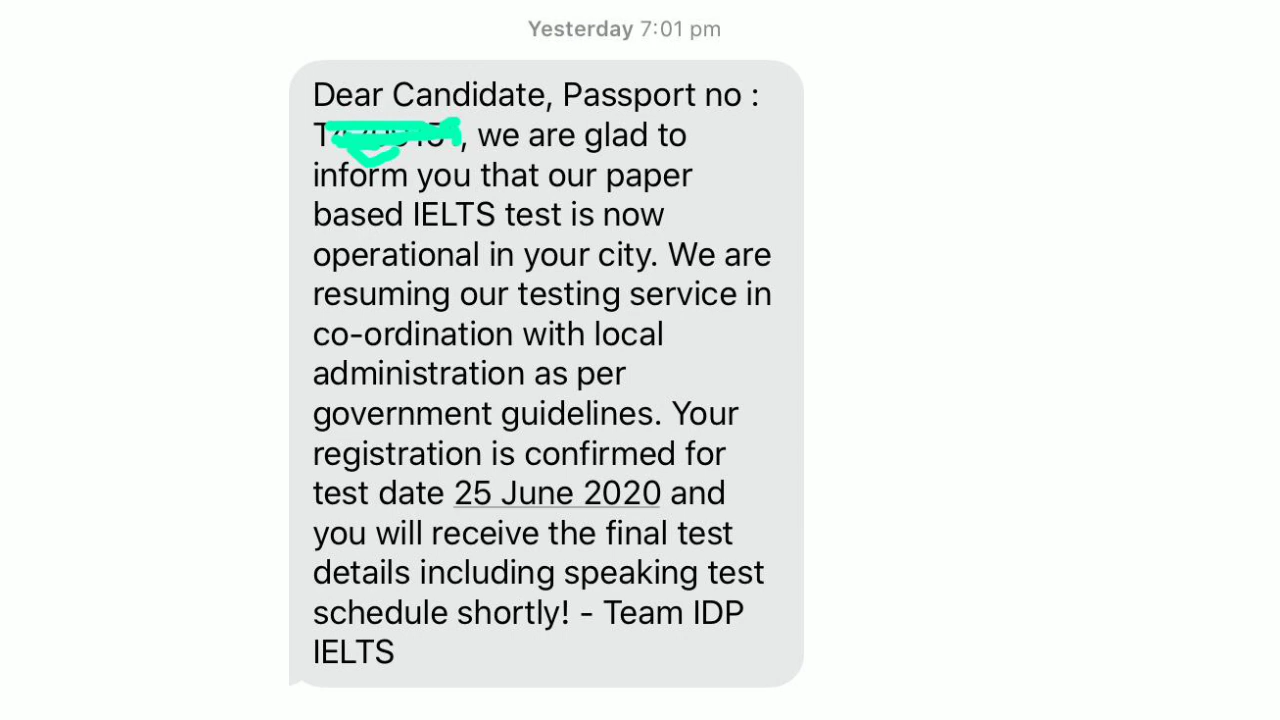 Yesterday 7:01 pm
Dear Candidate, Passport no :
, we are glad to
inform you that our paper
based IELTS test is now
operational in your city. We are
resuming our testing service in
co-ordination with local
administration as per
government guidelines. Your
registration is confirmed for
test date 25 June 2020 and
you will receive the final test
details including speaking test
schedule shortly! - Team IDP
IELTS